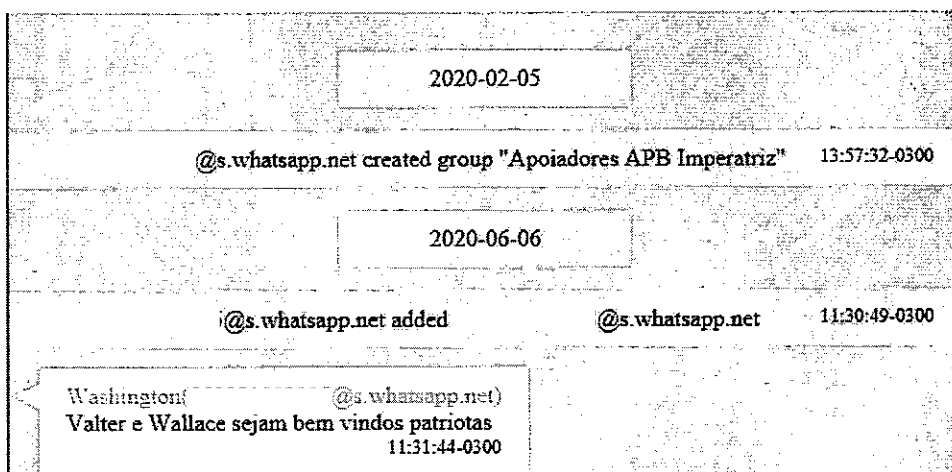 2020-02-05
@s.whatsapp.net created group "Apoiadores APB Imperatriz" 13:57:32-0300
2020-06-06
@s.whatsapp.net added @s.whatsapp.net 11:30:49-0300
Washington( @s.whatsapp.net)
Valter e Wallace sejam bem vindos patriotas
11:31:44-0300